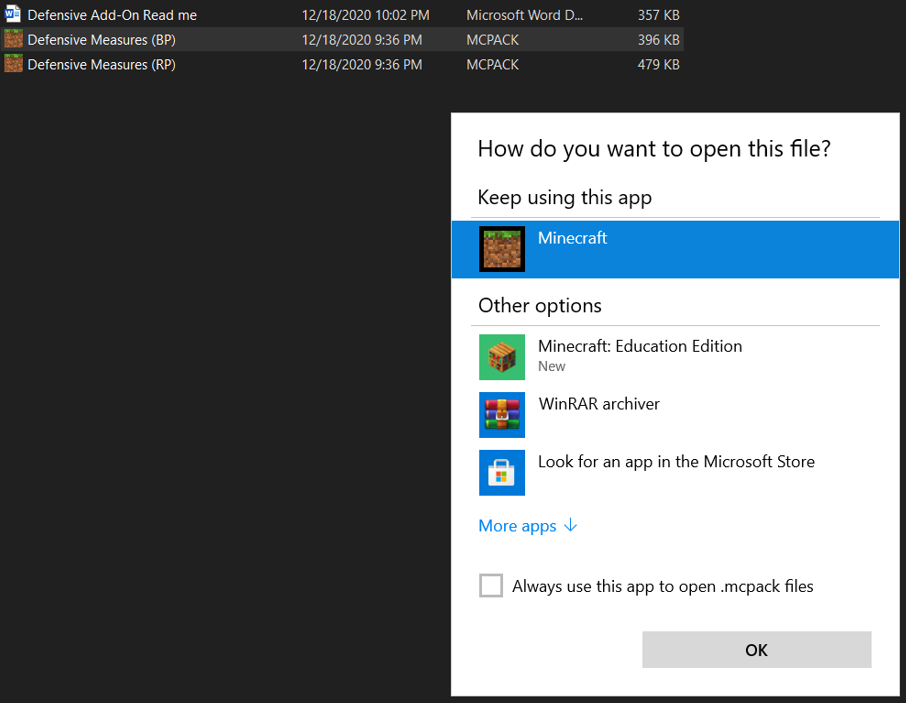 Defensive Add-On Read me 12/18/2020 10:02 PM Microsoft Word D... 357 KB
Defensive Measures (BP) 12/18/2020 9:36 PM MCPACK 396 KB
Defensive Measures (RP) 12/18/2020 9:36 PM MCPACK 479 KB
How do you want to open this file?
Keep using this app
Minecraft
Other options
Minecraft: Education Edition
New
WinRAR archiver
Look for an app in the Microsoft Store
More apps ↓
Always use this app to open .mcpack files
OK